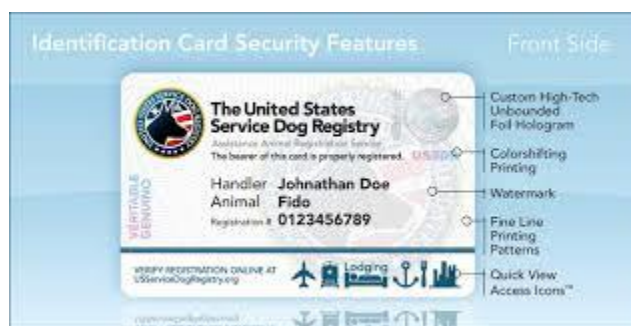 Identification Card Security Features
Front Side
The United States
Service Dog Registry
Assistance Animal Registration Service
The bearer of this card is properly registered.
Handler Johnathan Doe
Animal Fido
Registration # 0123456789
VERITABLE
GENUINO
VERIFY REGISTRATION ONLINE AT
USServiceDogRegistry.org
Lodging
Custom High-Tech
Unbounded
Foil Hologram
Colorshifting
Printing
Watermark
Fine Line
Printing
Patterns
Quick View
Access Icons™